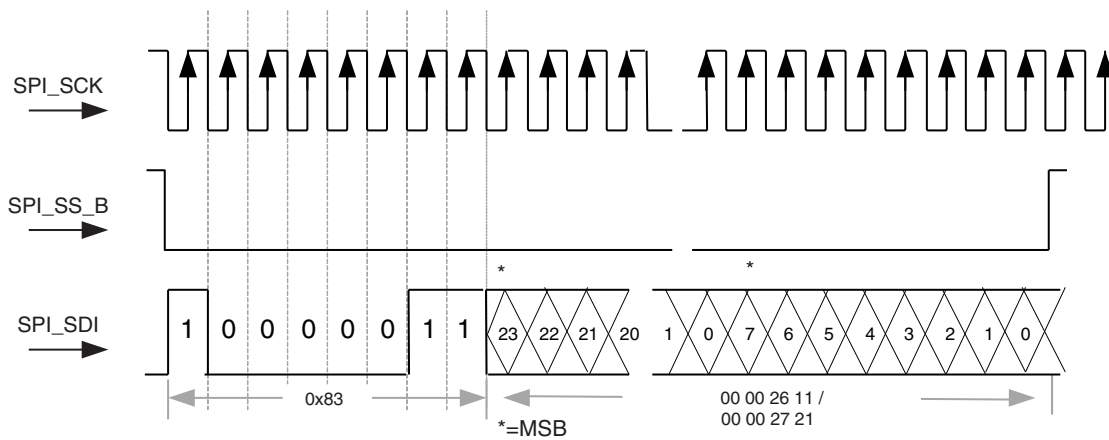 SPI_SCK
SPI_SS_B
* *
SPI_SDI
1 0 0 0 0 0 1 1 23 22 21 20 1 0 7 6 5 4 3 2 1 0
0x83
00 00 26 11 /
00 00 27 21
*=MSB